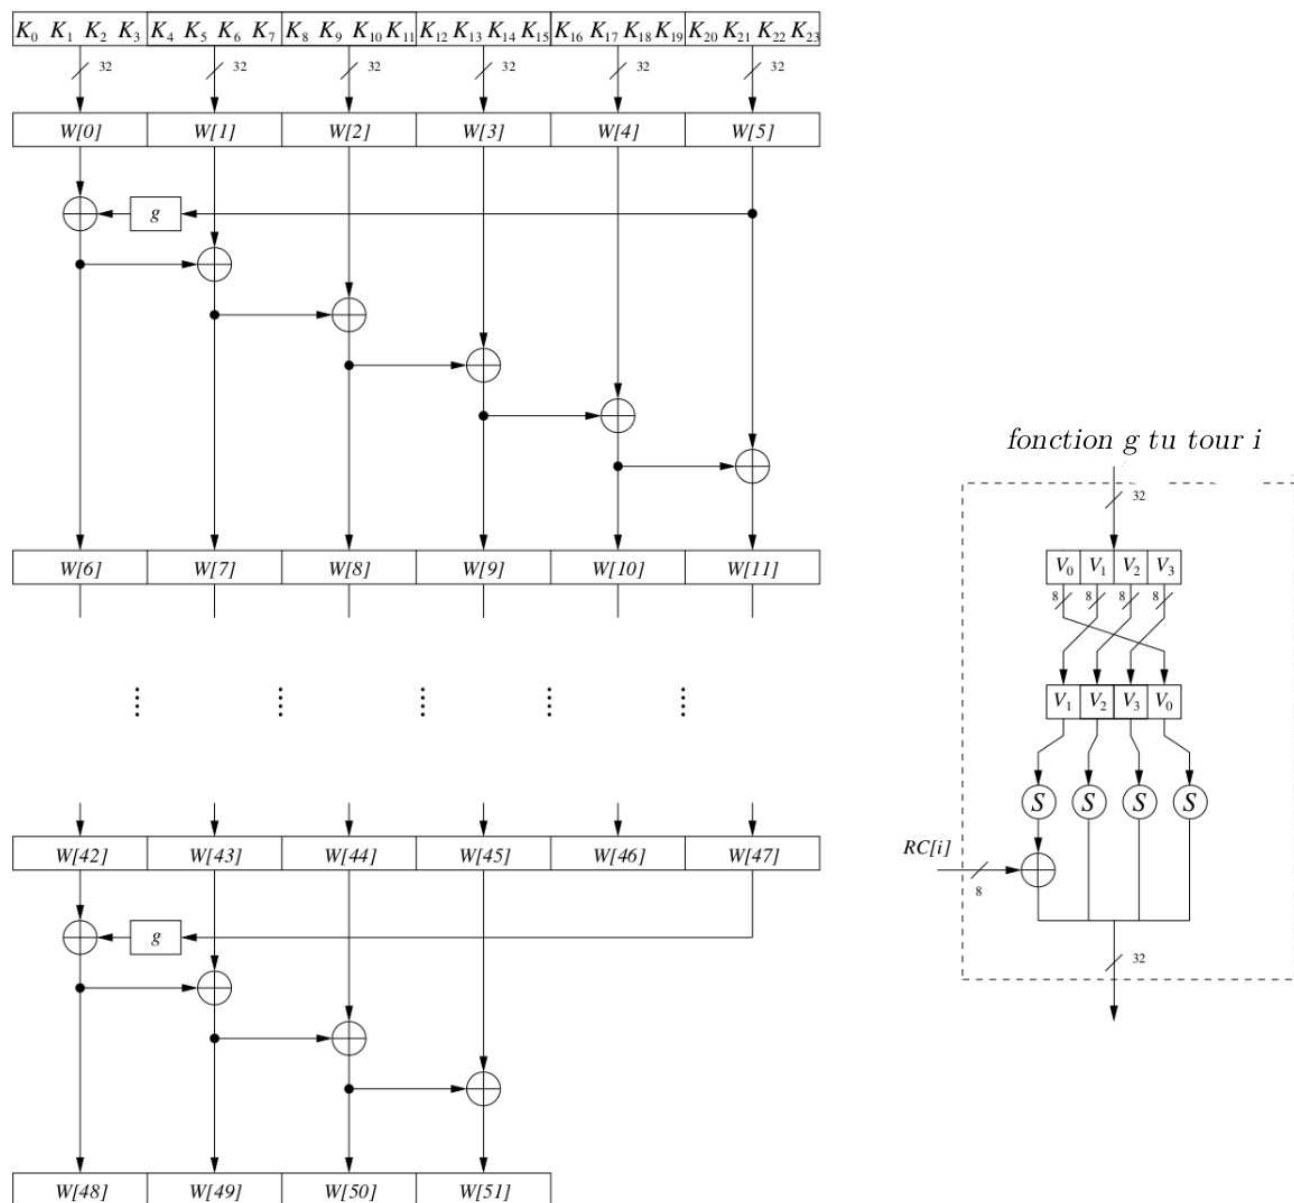 K₀ K₁ K₂ K₃ K₄ K₅ K₆ K₇ K₈ K₉ K₁₀ K₁₁ K₁₂ K₁₃ K₁₄ K₁₅ K₁₆ K₁₇ K₁₈ K₁₉ K₂₀ K₂₁ K₂₂ K₂₃
32 32 32 32 32 32
W[0] W[1] W[2] W[3] W[4] W[5]
g
W[6] W[7] W[8] W[9] W[10] W[11]
W[42] W[43] W[44] W[45] W[46] W[47]
g
W[48] W[49] W[50] W[51]
fonction g tu tour i
32
V₀ V₁ V₂ V₃
8 8 8 8
V₁ V₂ V₃ V₀
S S S S
RC[i]
8
32